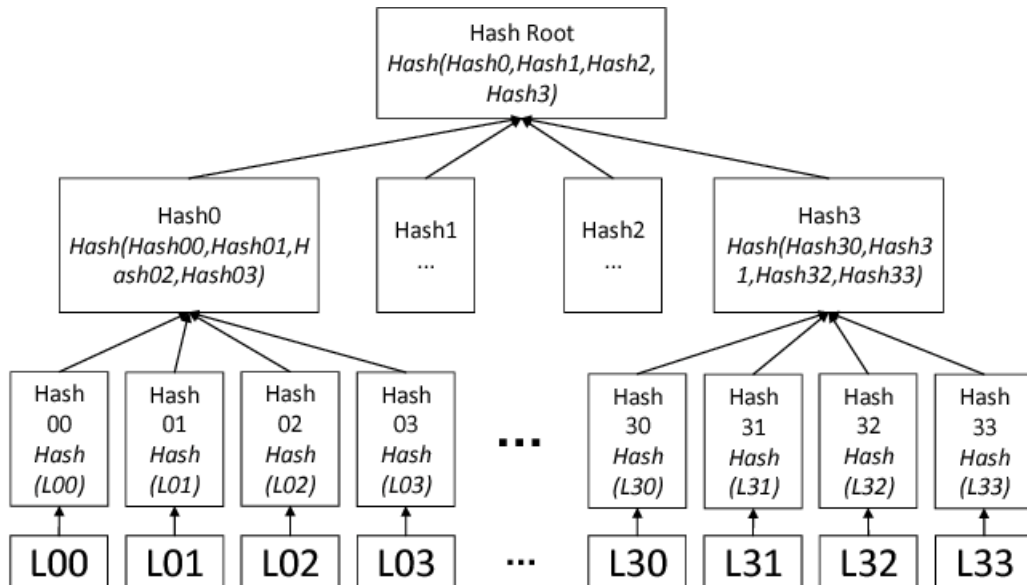 Hash Root
Hash(Hash0,Hash1,Hash2,
Hash3)
Hash0
Hash(Hash00,Hash01,H
ash02,Hash03)
Hash1
...
Hash2
...
Hash3
Hash(Hash30,Hash3
1,Hash32,Hash33)
Hash
00
Hash
(L00)
Hash
01
Hash
(L01)
Hash
02
Hash
(L02)
Hash
03
Hash
(L03)
...
Hash
30
Hash
(L30)
Hash
31
Hash
(L31)
Hash
32
Hash
(L32)
Hash
33
Hash
(L33)
L00
L01
L02
L03
...
L30
L31
L32
L33